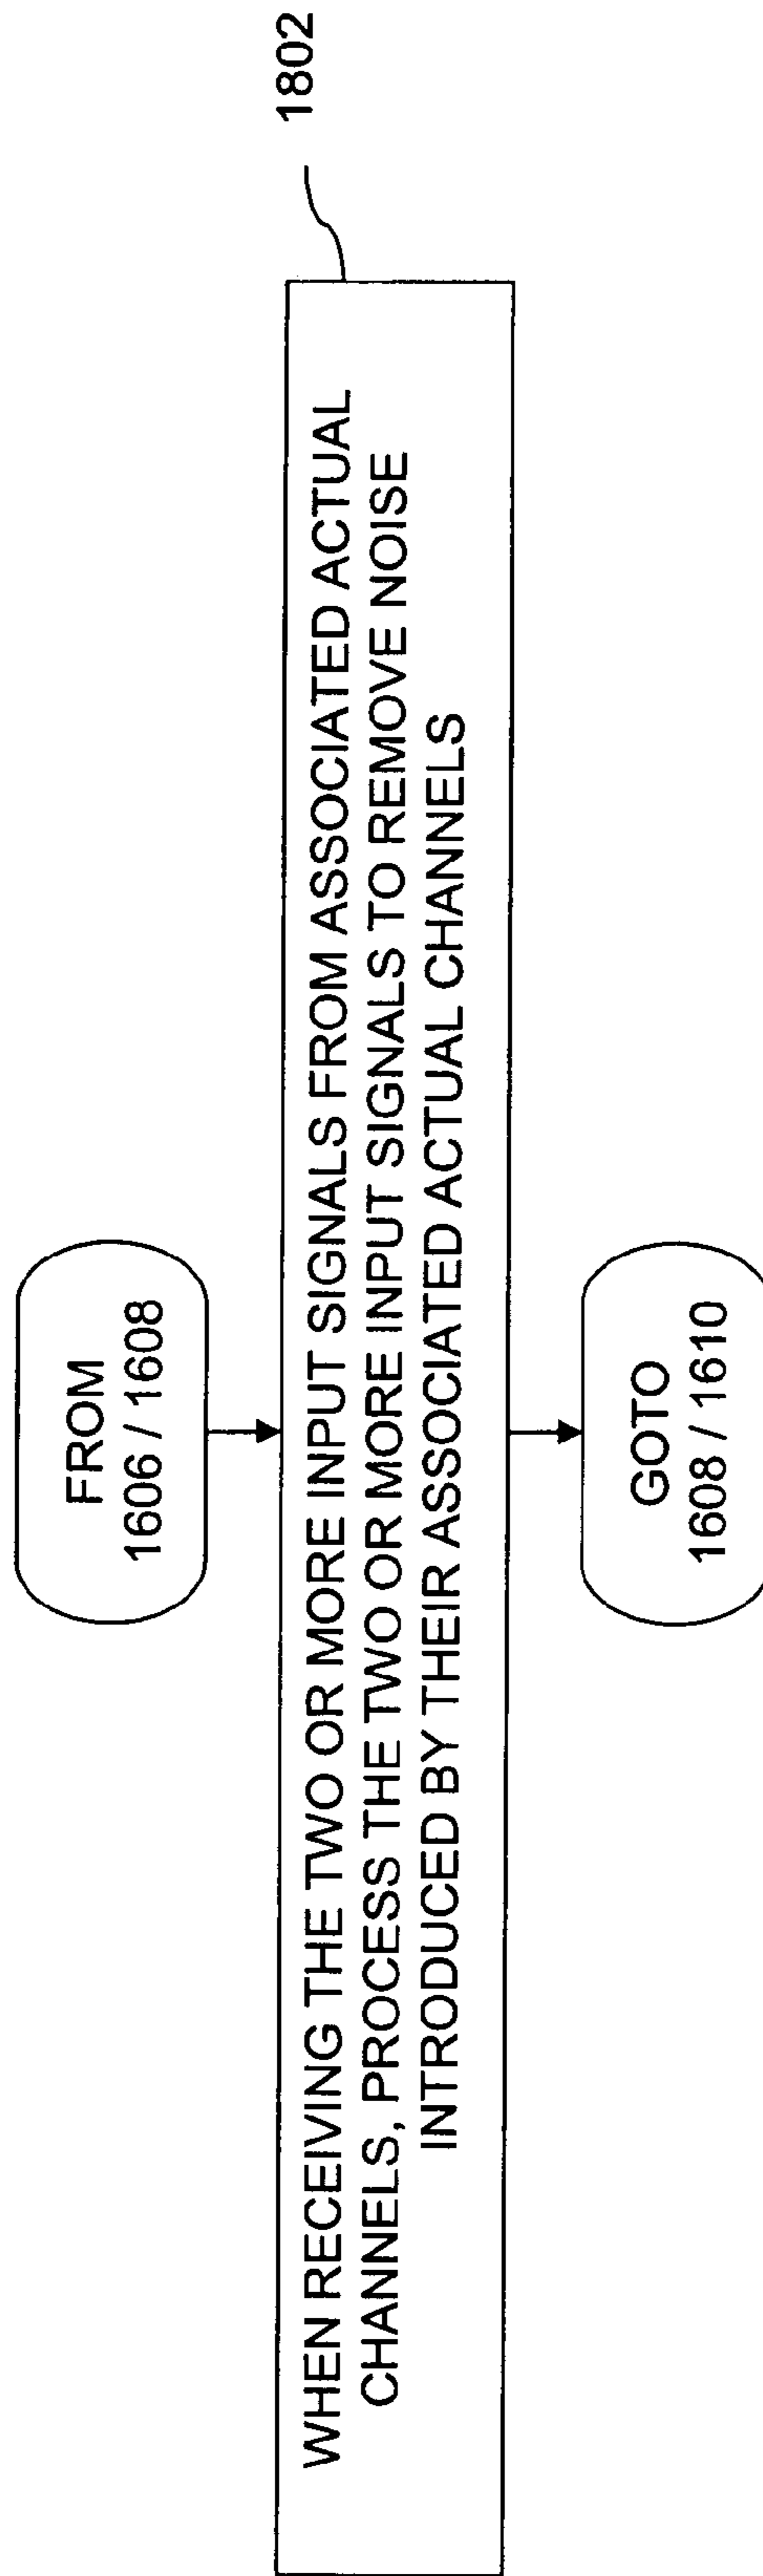 FROM
1606 / 1608
1802
WHEN RECEIVING THE TWO OR MORE INPUT SIGNALS FROM ASSOCIATED ACTUAL
CHANNELS, PROCESS THE TWO OR MORE INPUT SIGNALS TO REMOVE NOISE
INTRODUCED BY THEIR ASSOCIATED ACTUAL CHANNELS
GOTO
1608 / 1610